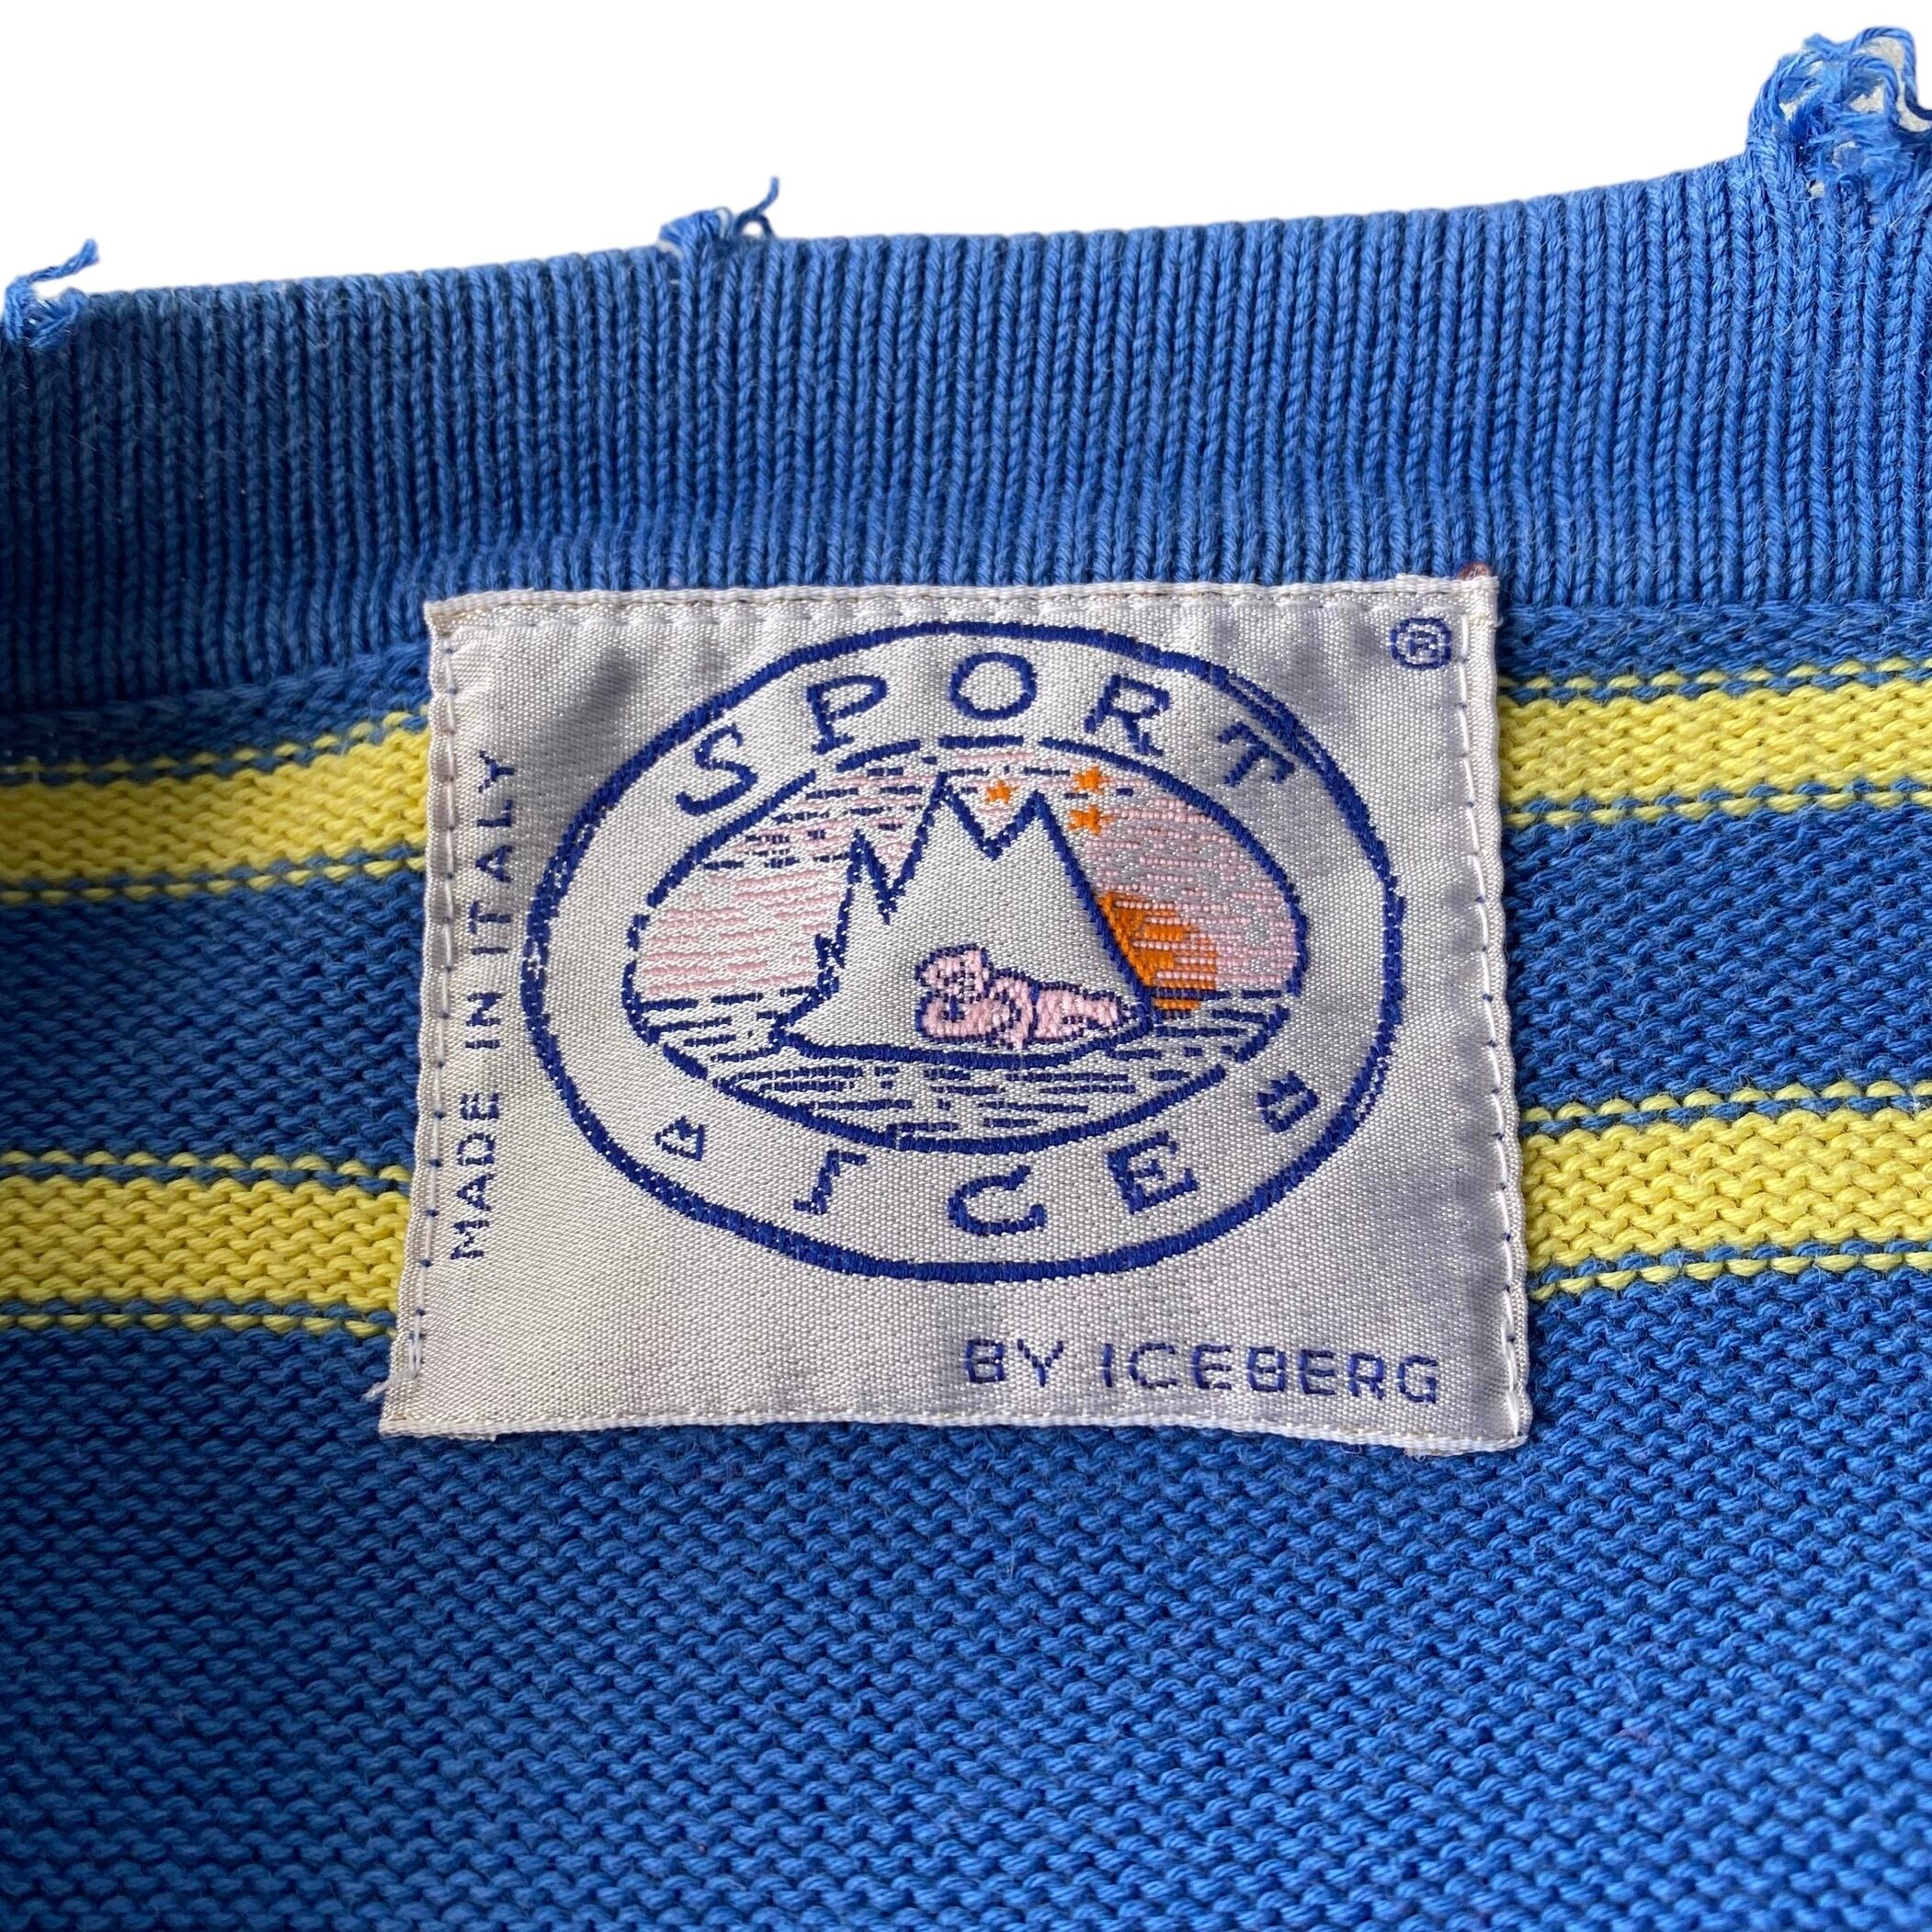 ®
SPORT
ICE
MADE IN ITALY
BY ICEBERG